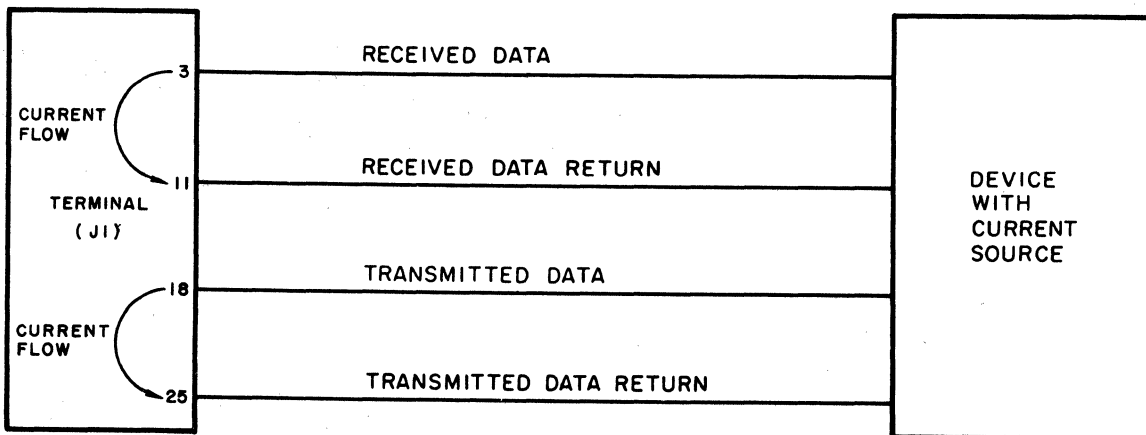 RECEIVED DATA
3
CURRENT
FLOW
RECEIVED DATA RETURN
11
TERMINAL
(J1)
DEVICE
WITH
CURRENT
SOURCE
TRANSMITTED DATA
18
CURRENT
FLOW
TRANSMITTED DATA RETURN
25